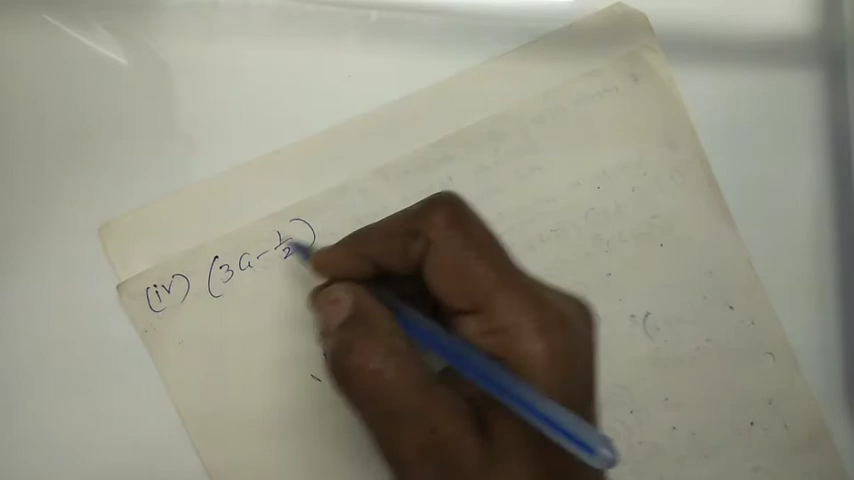 (iv) (3a - 1/2)